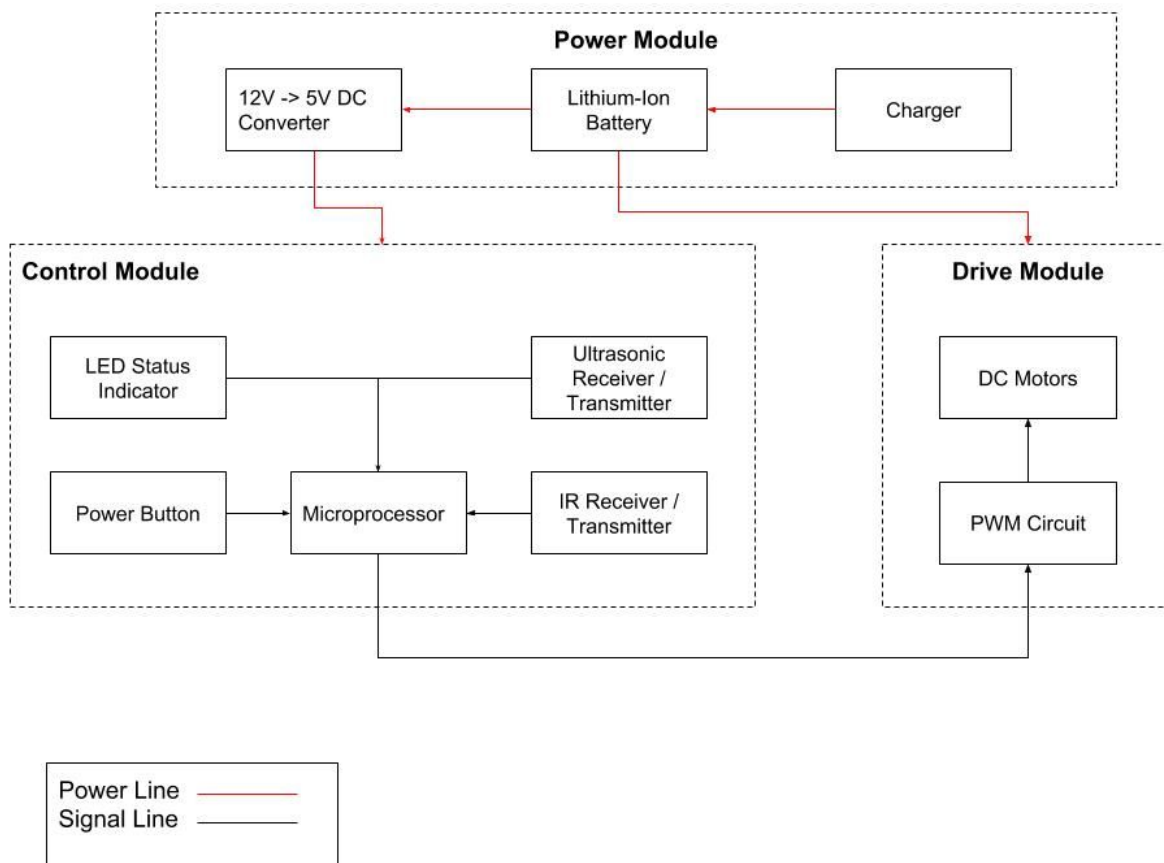 Power Module
12V -> 5V DC
Converter
Lithium-Ion
Battery
Charger
Control Module
Drive Module
LED Status
Indicator
Ultrasonic
Receiver /
Transmitter
DC Motors
Power Button
Microprocessor
IR Receiver /
Transmitter
PWM Circuit
Power Line
Signal Line